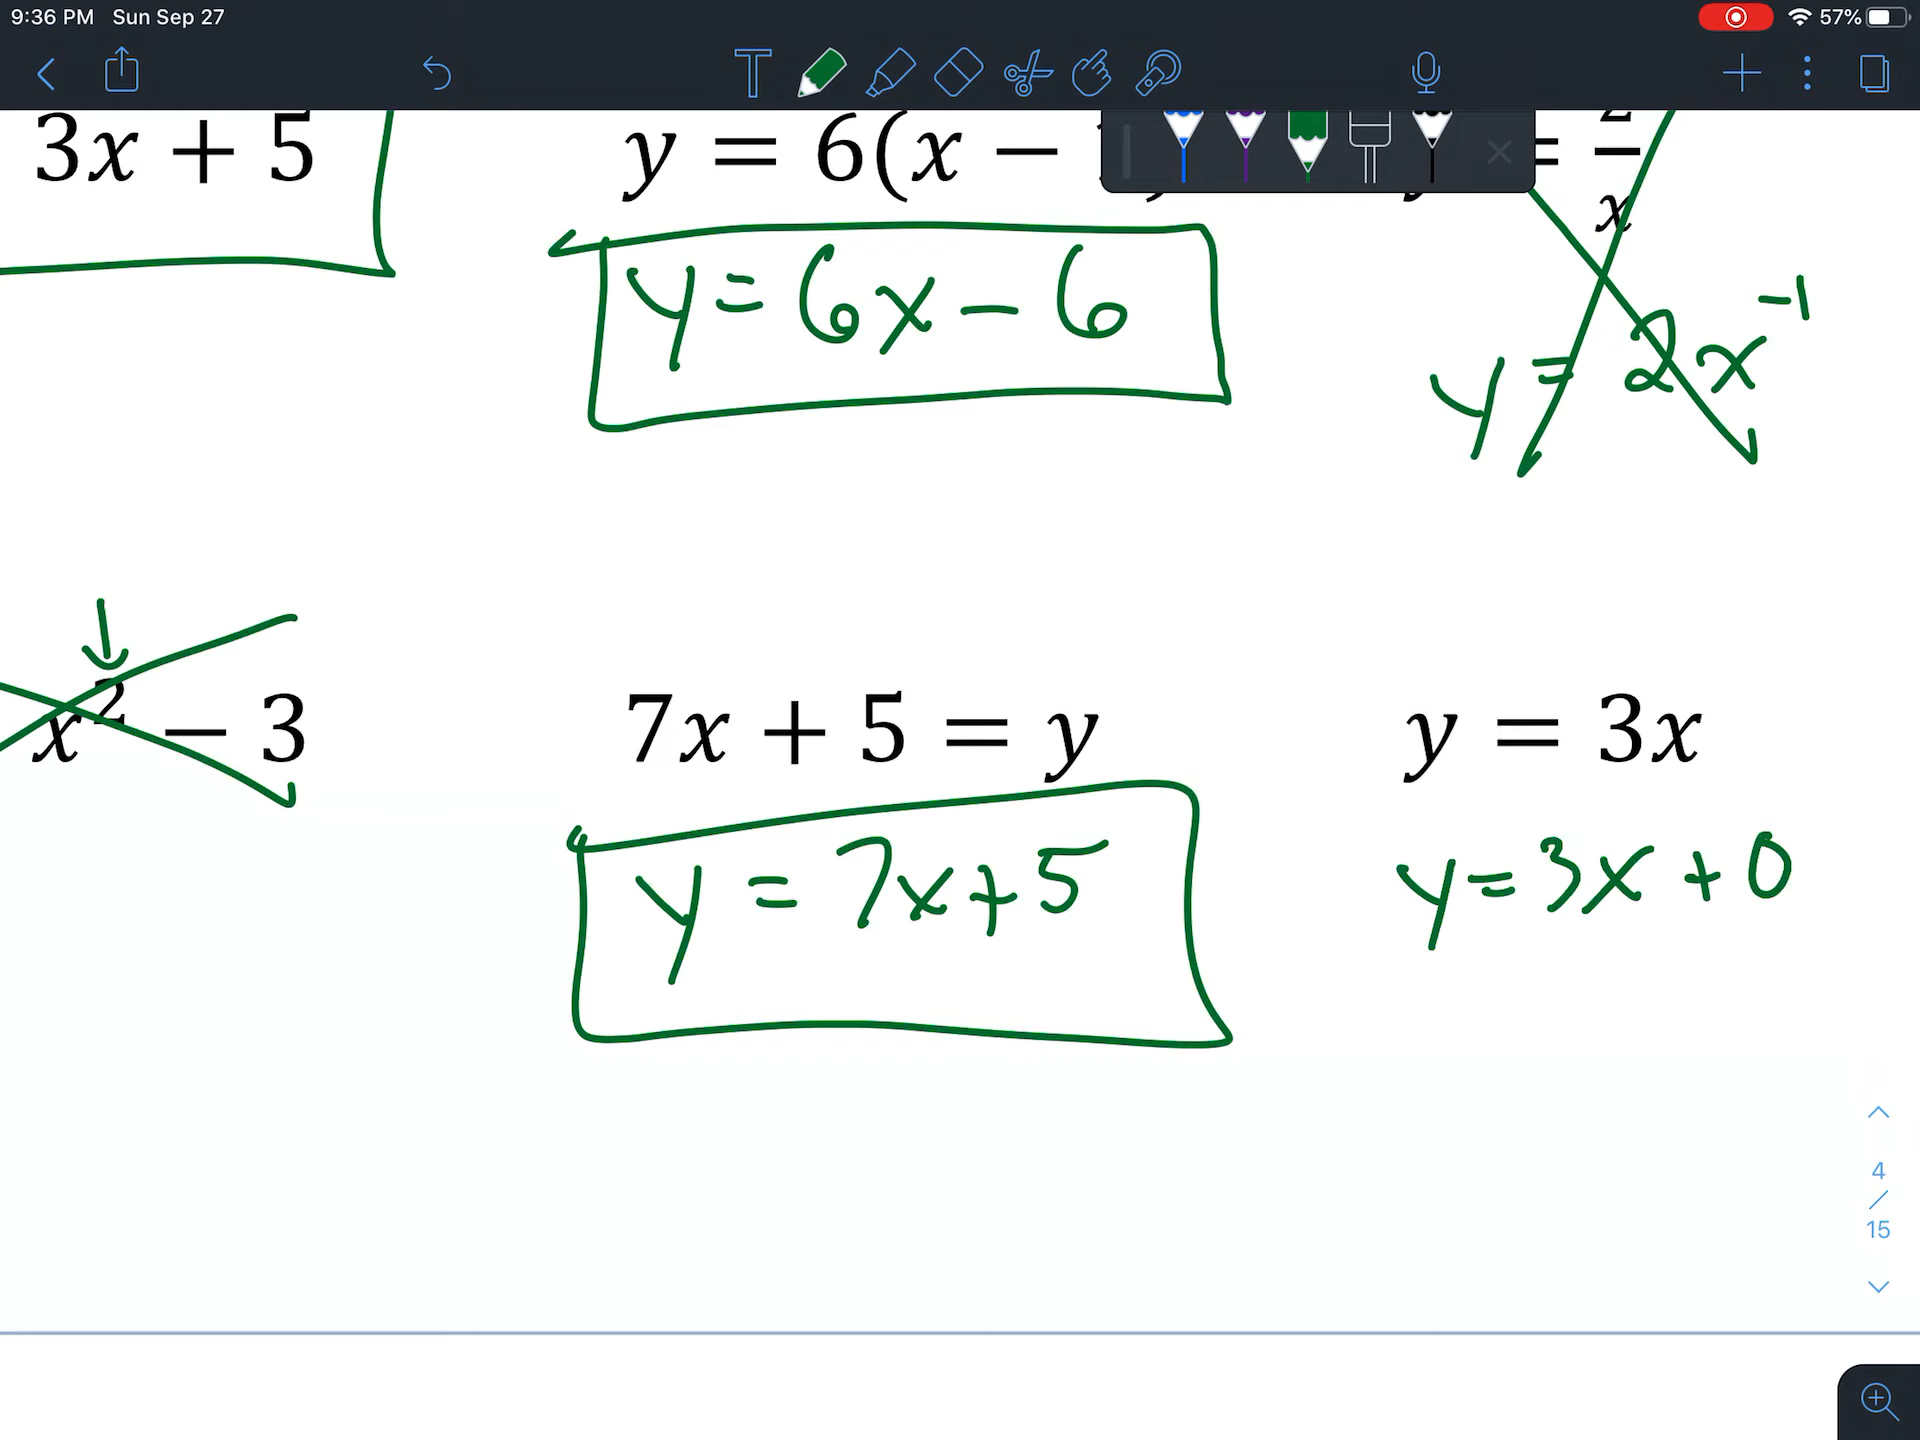 9:36 PM Sun Sep 27
57%
3x + 5
y = 6(x −
=
x
y = 6x - 6
y = 2x⁻¹
x² − 3
7x + 5 = y
y = 3x
y = 7x+5
y=3x + 0
4
/
15